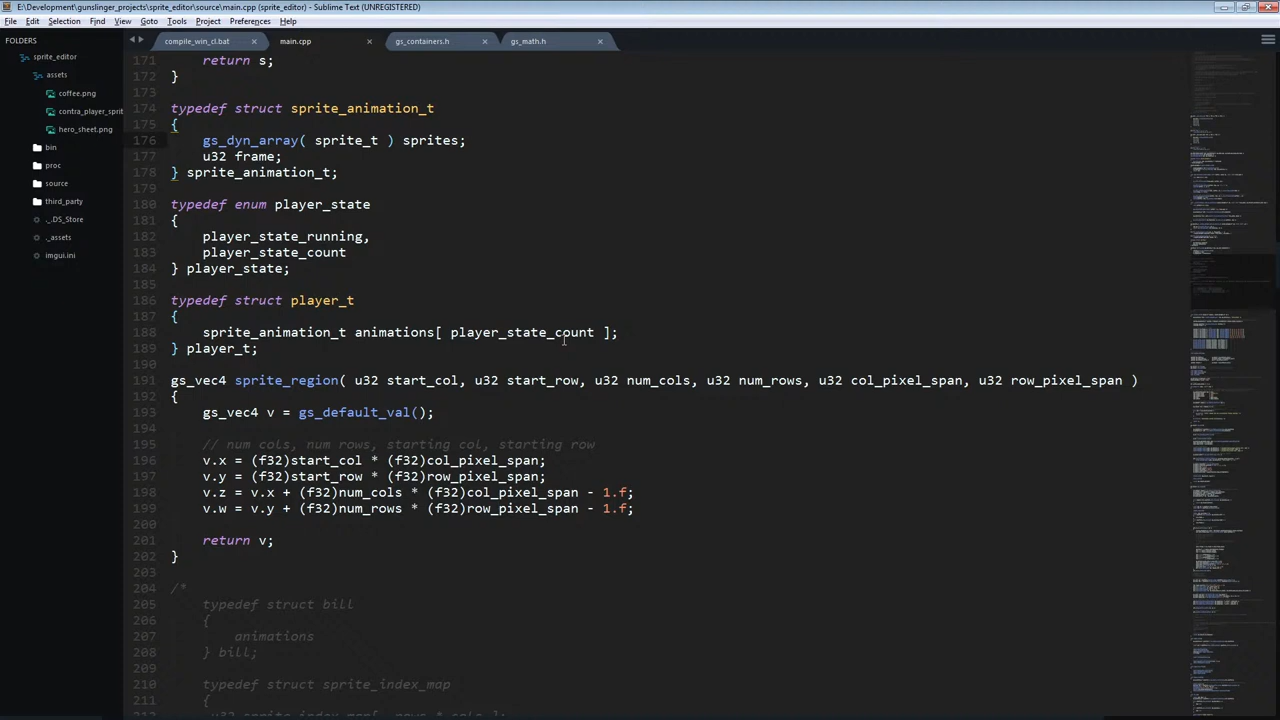 E:\Development\gunslinger_projects\sprite_editor\source\main.cpp (sprite_editor) - Sublime Text (UNREGISTERED)
File Edit Selection Find View Goto Tools Project Preferences Help
FOLDERS
sprite_editor
assets
coffee.png
contra_player_sprit
hero_sheet.png
bin
proc
source
third_party
._DS_Store
._assets
imgui.ini
compile_win_cl.bat main.cpp gs_containers.h gs_math.h
171 return s;
172 }
173
174 typedef struct sprite_animation_t
175 {
176 gs_dyn_array( sprite_t ) sprites;
177 u32 frame;
178 } sprite_animation_t;
179
180 typedef enum player_state
181 {
182 player_state_running,
183 player_state_count
184 } player_state;
185
186 typedef struct player_t
187 {
188 sprite_animation_t animations[ player_state_count ];
189 } player_t;
190
191 gs_vec4 sprite_region( u32 start_col, u32 start_row, u32 num_cols, u32 num_rows, u32 col_pixel_span, u32 row_pixel_span )
192 {
193 gs_vec4 v = gs_default_val();
194
195 // num cols, num rows, starting col, starting row
196 v.x = (f32)start_col * (f32)col_pixel_span;
197 v.y = (f32)start_row * (f32)row_pixel_span;
198 v.z = v.x + (f32)num_cols * (f32)col_pixel_span - 1.f;
199 v.w = v.y + (f32)num_rows * (f32)row_pixel_span - 1.f;
200
201 return v;
202 }
203
204 /*
205 typedef struct bill
206 {
207 animations
208 } bill;
209
210 typedef struct sprite_index_map
211 {